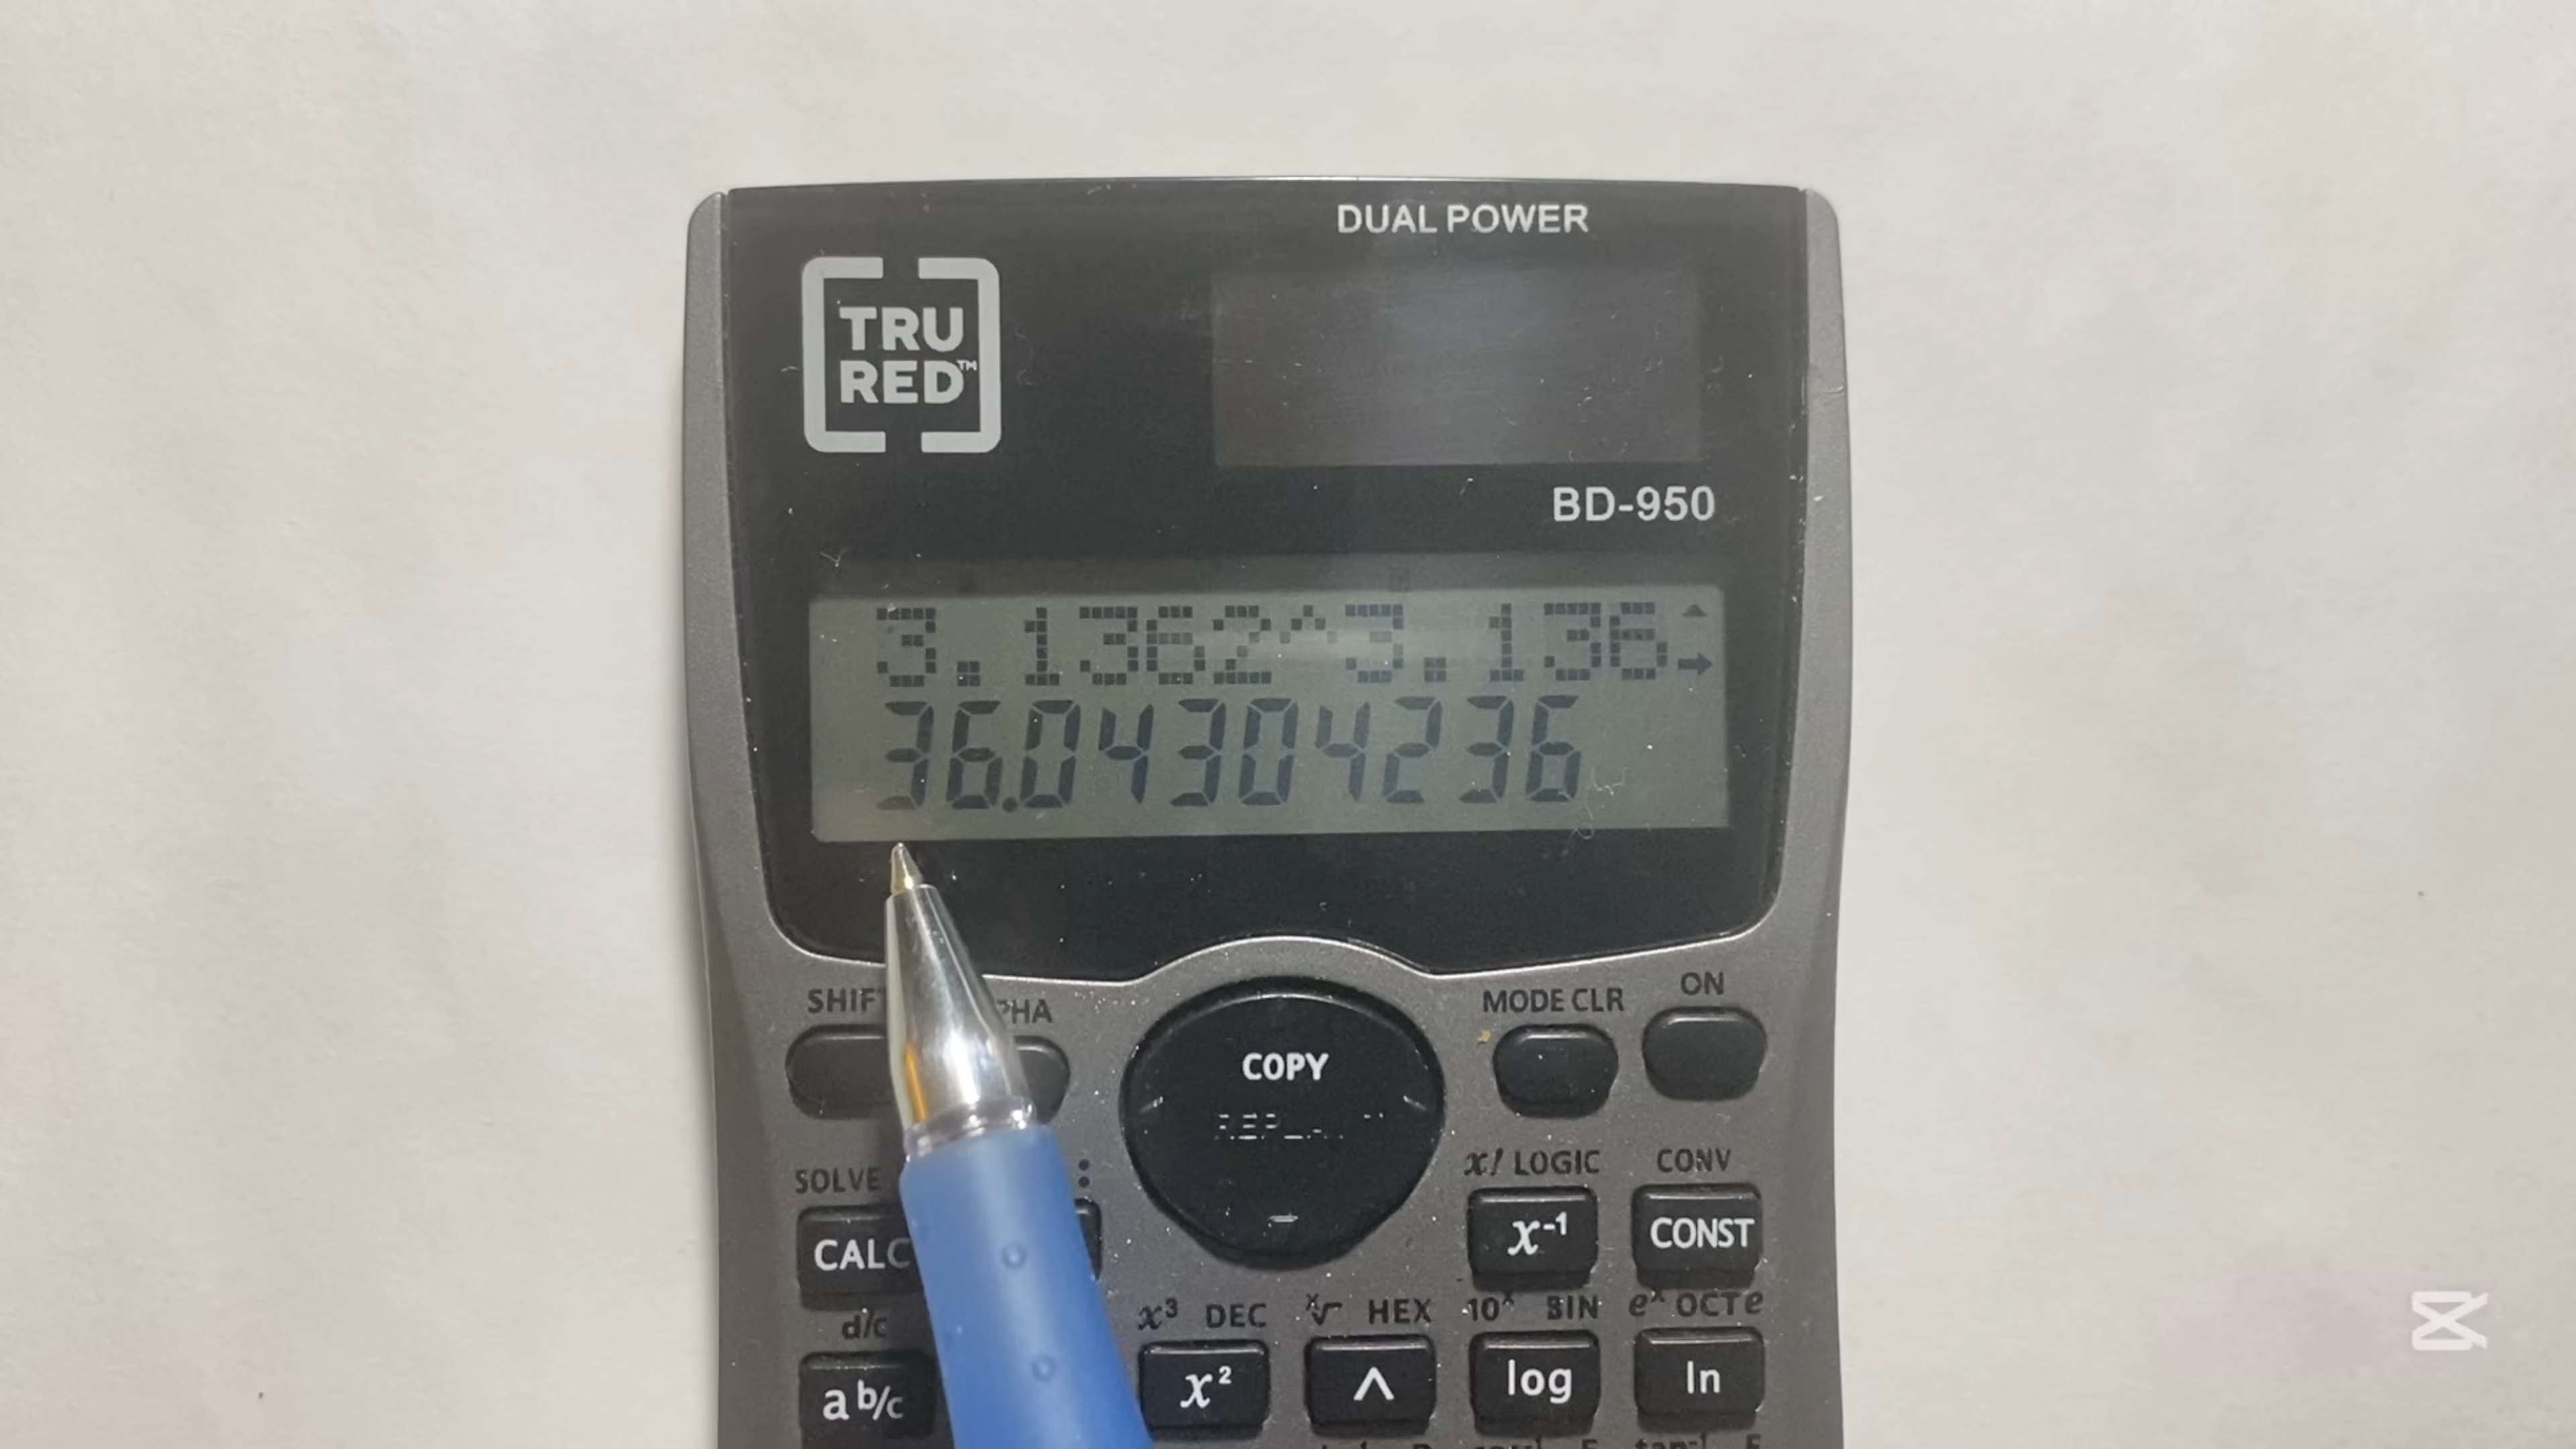 DUAL POWER
TRU
RED™
BD-950
3.1362^3.136
36.04304236
SHIFT
MODE CLR ON
COPY
SOLVE
x! LOGIC CONV
CALC
x⁻¹ CONST
d/c x³ DEC ˣ√ HEX 10ˣ BIN eˣ OCT e
a b/c x² ^ log ln